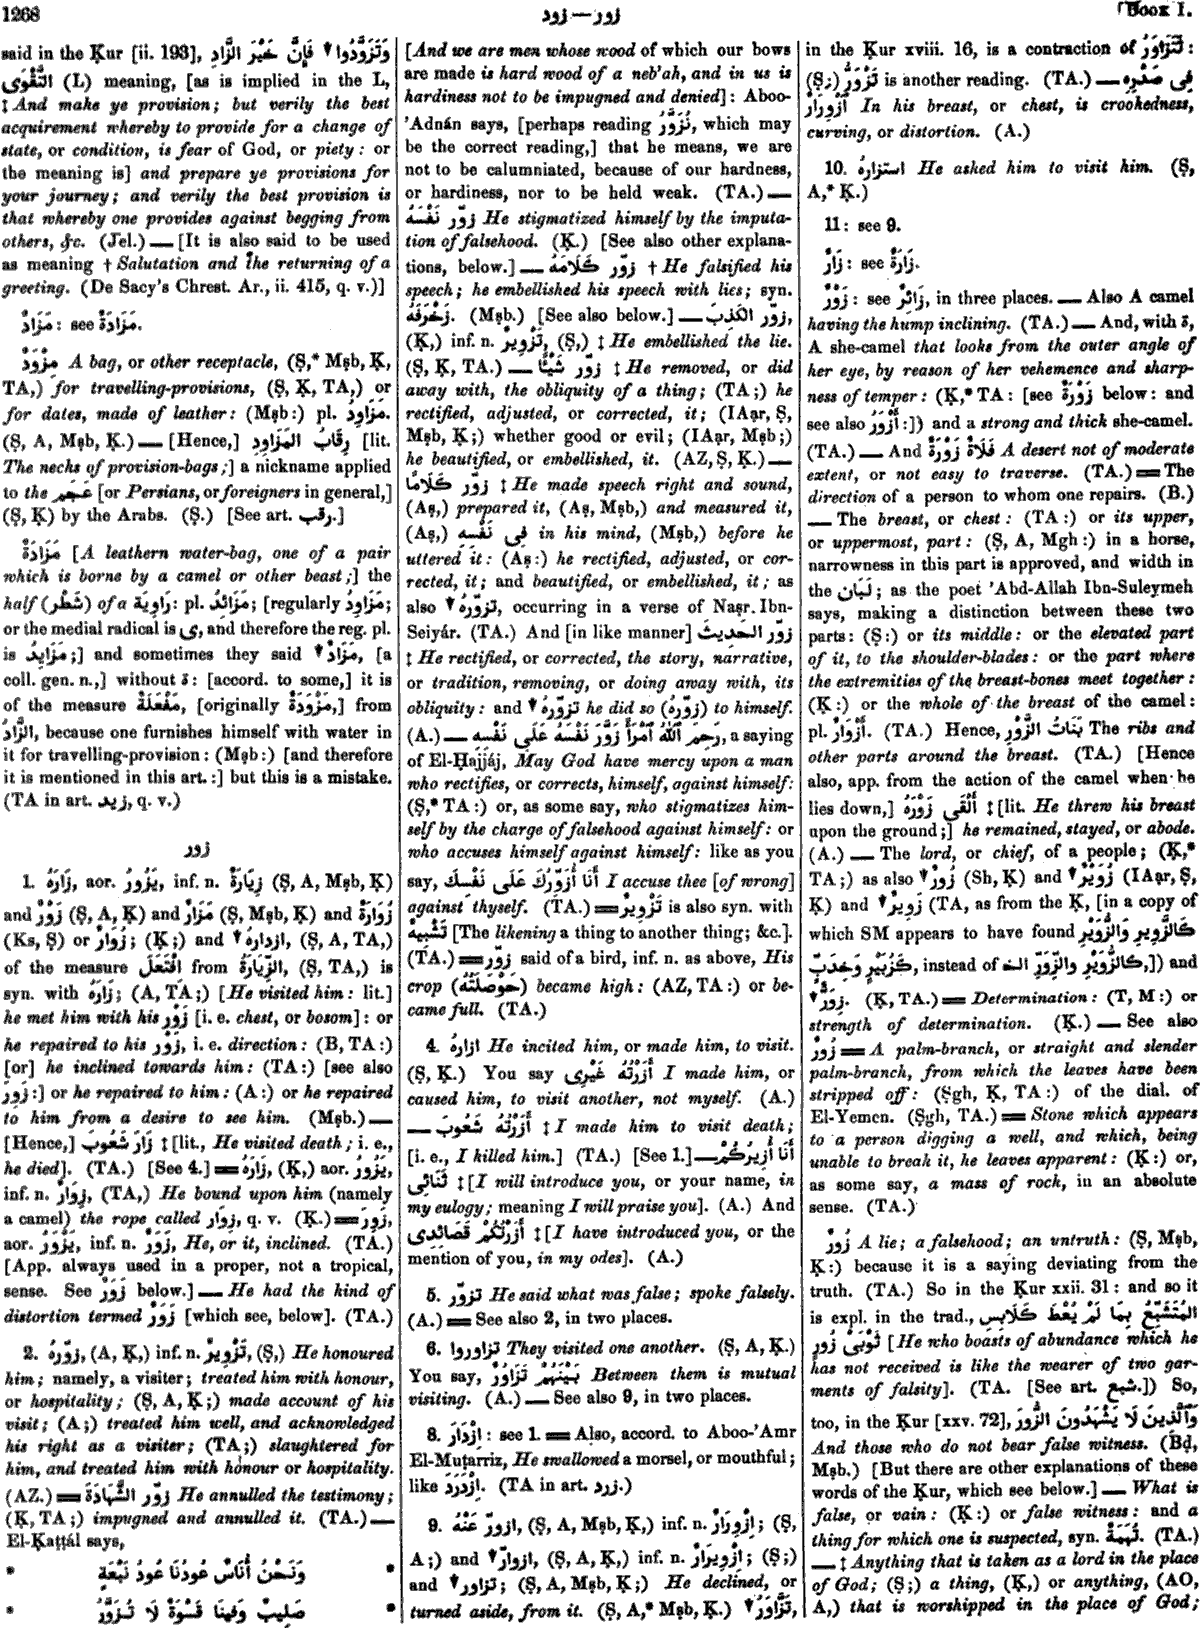 1268
زور — زود
[Book I.
said in the Ḳur [ii. 193], وَتَزَوَّدُوا فَإِنَّ خَيْرَ الزَّادِ
التَّقْوَى (L) meaning, [as is implied in the L,
‡ And make ye provision; but verily the best
acquirement whereby to provide for a change of
state, or condition, is fear of God, or piety: or
the meaning is] and prepare ye provisions for
your journey; and verily the best provision is
that whereby one provides against begging from
others, &c. (Jel.) — [It is also said to be used
as meaning † Salutation and the returning of a
greeting. (De Sacy's Chrest. Ar., ii. 415, q. v.)]
مَزَادٌ: see مَزَادَةٌ.
مِزْوَدٌ A bag, or other receptacle, (Ṣ,* Mṣb, Ḳ,
TA,) for travelling-provisions, (Ṣ, Ḳ, TA,) or
for dates, made of leather: (Mṣb:) pl. مَزَاوِدُ.
(Ṣ, A, Mṣb, Ḳ.) — [Hence,] رِقَابُ المَزَاوِدِ [lit.
The necks of provision-bags;] a nickname applied
to the عَجَم [or Persians, or foreigners in general,]
(Ṣ, Ḳ) by the Arabs. (Ṣ.) [See art. رقب.]
مَزَادَةٌ [A leathern water-bag, one of a pair
which is borne by a camel or other beast;] the
half (شَطْر) of a رَاوِيَة: pl. مَزَائِدُ; [regularly مَزَاوِدُ;
or the medial radical is ى, and therefore the reg. pl.
is مَزَايِدُ;] and sometimes they said مَزَادٌ, [a
coll. gen. n.,] without ة: [accord. to some,] it is
of the measure مَفْعَلَةٌ, [originally مَزْوَدَةٌ,] from
الزَّادُ, because one furnishes himself with water in
it for travelling-provision: (Mṣb:) [and therefore
it is mentioned in this art.:] but this is a mistake.
(TA in art. زيد, q. v.)
زور
1. زَارَهُ, aor. يَزُورُ, inf. n. زِيَارَةٌ (Ṣ, A, Mṣb, Ḳ)
and زَوْرٌ (Ṣ, A, Ḳ) and مَزَارٌ (Ṣ, Mṣb, Ḳ) and زُوَارَةٌ
(Ks, Ṣ) or زُوَارٌ; (Ḳ;) and ازدارهُ, (Ṣ, A, TA,)
of the measure افْتَعَلَ from الزِّيَارَةُ, (Ṣ, TA,) is
syn. with زَارَهُ; (A, TA;) [He visited him: lit.]
he met him with his زَوْر [i. e. chest, or bosom]: or
he repaired to his زَوْر, i. e. direction: (B, TA:)
[or] he inclined towards him: (TA:) [see also
زَوِرَ:] or he repaired to him: (A:) or he repaired
to him from a desire to see him. (Mṣb.) —
[Hence,] زَارَ شَعُوبَ ‡ [lit., He visited death; i. e.,
he died]. (TA.) [See 4.] = زَارَهُ, (Ḳ,) aor. يَزُورُ,
inf. n. زِوَارٌ, (TA,) He bound upon him (namely
a camel) the rope called زِوَار, q. v. (Ḳ.) = زَوِرَ,
aor. يَزْوَرُ, inf. n. زَوَرٌ, He, or it, inclined. (TA.)
[App. always used in a proper, not a tropical,
sense. See زَوَرٌ below.] — He had the kind of
distortion termed زَوَرٌ [which see, below]. (TA.)
2. زوّرهُ, (A, Ḳ,) inf. n. تَزْوِيرٌ, (Ṣ,) He honoured
him; namely, a visiter; treated him with honour,
or hospitality; (Ṣ, A, Ḳ;) made account of his
visit; (A;) treated him well, and acknowledged
his right as a visiter; (TA;) slaughtered for
him, and treated him with honour or hospitality.
(AZ.) = زوّر الشَّهَادَةَ He annulled the testimony;
(Ḳ, TA;) impugned and annulled it. (TA.) —
El-Ḳaṭṭál says,
* وَنَحْنُ أُنَاسٌ عُودُنَا عُودُ نَبْعَةٍ *
* صَلِيبٌ وَفِينَا قَسْوَةٌ لَا تُزَوَّرُ *
[And we are men whose wood of which our bows
are made is hard wood of a neb'ah, and in us is
hardiness not to be impugned and denied]: Aboo-
'Adnán says, [perhaps reading تُزَوَّرُ, which may
be the correct reading,] that he means, we are
not to be calumniated, because of our hardness,
or hardiness, nor to be held weak. (TA.) —
زوّر نَفْسَهُ He stigmatized himself by the imputa-
tion of falsehood. (Ḳ.) [See also other explana-
tions, below.] — زوّر كَلَامَهُ † He falsified his
speech; he embellished his speech with lies; syn.
زَخْرَفَهُ. (Mṣb.) [See also below.] — زوّر الكَذِبَ,
(Ḳ,) inf. n. تَزْوِيرٌ, (Ṣ,) ‡ He embellished the lie.
(Ṣ, Ḳ, TA.) — زوّر شَيْئًا ‡ He removed, or did
away with, the obliquity of a thing; (TA;) he
rectified, adjusted, or corrected, it; (IAạr, Ṣ,
Mṣb, Ḳ;) whether good or evil; (IAạr, Mṣb;)
he beautified, or embellished, it. (AZ, Ṣ, Ḳ.) —
زوّر كَلَامًا ‡ He made speech right and sound,
(Aṣ,) prepared it, (Aṣ, Mṣb,) and measured it,
(Aṣ,) فِى نَفْسِهِ in his mind, (Mṣb,) before he
uttered it: (Aṣ:) he rectified, adjusted, or cor-
rected, it; and beautified, or embellished, it; as
also تزوّرهُ, occurring in a verse of Naṣr. Ibn-
Seiyár. (TA.) And [in like manner] زوّر الحَدِيثَ
‡ He rectified, or corrected, the story, narrative,
or tradition, removing, or doing away with, its
obliquity: and تزوّرهُ he did so (زوّرهُ) to himself.
(A.) — رَحِمَ ٱللّٰهُ ٱمْرَأً زَوَّرَ نَفْسَهُ عَلَى نَفْسِهِ, a saying
of El-Ḥajjáj, May God have mercy upon a man
who rectifies, or corrects, himself, against himself:
(Ṣ,* TA:) or, as some say, who stigmatizes him-
self by the charge of falsehood against himself: or
who accuses himself against himself: like as you
say, أَنَا أُزَوِّرُكَ عَلَى نَفْسِكَ I accuse thee [of wrong]
against thyself. (TA.) = تَزْوِيرٌ is also syn. with
تَشْبِيهٌ [The likening a thing to another thing; &c.].
(TA.) = زوّر said of a bird, inf. n. as above, His
crop (حَوْصَلَتُهُ) became high: (AZ, TA:) or be-
came full. (TA.)
4. ازارهُ He incited him, or made him, to visit.
(Ṣ, Ḳ.) You say أَزَرْتُهُ غَيْرِى I made him, or
caused him, to visit another, not myself. (A.)
— أَزَرْتُهُ شَعُوبَ ‡ I made him to visit death;
[i. e., I killed him.] (TA.) [See 1.] — أَنَا أُزِيرُكُمْ
ثَنَائِى ‡ [I will introduce you, or your name, in
my eulogy; meaning I will praise you]. (A.) And
أَزَرْتُكُمْ قَصَائِدِى ‡ [I have introduced you, or the
mention of you, in my odes]. (A.)
5. تزوّر He said what was false; spoke falsely.
(A.) = See also 2, in two places.
6. تزاوروا They visited one another. (Ṣ, A, Ḳ.)
You say, بَيْنَهُمْ تَزَاوُرٌ Between them is mutual
visiting. (A.) — See also 9, in two places.
8. اِزْدَارَ: see 1. = Also, accord. to Aboo-'Amr
El-Muṭarriz, He swallowed a morsel, or mouthful;
like اِزْدَرَدَ. (TA in art. زرد.)
9. ازورّ عَنْهُ, (Ṣ, A, Mṣb, Ḳ,) inf. n. اِزْوِرَارٌ; (Ṣ,
A;) and ازوارّ, (Ṣ, A, Ḳ,) inf. n. اِزْوِيرَارٌ; (Ṣ;)
and تزاور; (Ṣ, A, Mṣb, Ḳ;) He declined, or
turned aside, from it. (Ṣ, A,* Mṣb, Ḳ.) تَزَّاوَرُ,
in the Ḳur xviii. 16, is a contraction of تَتَزَاوَرُ:
(Ṣ;) تَزْوَرُّ is another reading. (TA.) — فِى صَدْرِهِ
اِزْوِرَارٌ In his breast, or chest, is crookedness,
curving, or distortion. (A.)
10. استزارهُ He asked him to visit him. (Ṣ,
A,* Ḳ.)
11: see 9.
زَارٌ: see زَارَةٌ.
زَوْرٌ: see زَائِرٌ, in three places. — Also A camel
having the hump inclining. (TA.) — And, with ة,
A she-camel that looks from the outer angle of
her eye, by reason of her vehemence and sharp-
ness of temper: (Ḳ,* TA: [see زَوْرَةٌ below: and
see also أَزْوَرُ:]) and a strong and thick she-camel.
(TA.) — And فَلَاةٌ زَوْرَةٌ A desert not of moderate
extent, or not easy to traverse. (TA.) = The
direction of a person to whom one repairs. (B.)
— The breast, or chest: (TA:) or its upper,
or uppermost, part: (Ṣ, A, Mgh:) in a horse,
narrowness in this part is approved, and width in
the لَبَان; as the poet 'Abd-Allah Ibn-Suleymeh
says, making a distinction between these two
parts: (Ṣ:) or its middle: or the elevated part
of it, to the shoulder-blades: or the part where
the extremities of the breast-bones meet together:
(Ḳ:) or the whole of the breast of the camel:
pl. أَزْوَارٌ. (TA.) Hence, بَنَاتُ الزَّوْرِ The ribs and
other parts around the breast. (TA.) [Hence
also, app. from the action of the camel when he
lies down,] أَلْقَى زَوْرَهُ ‡ [lit. He threw his breast
upon the ground;] he remained, stayed, or abode.
(A.) — The lord, or chief, of a people; (Ḳ,*
TA;) as also زُورٌ (Sh, Ḳ) and زُوَيْرٌ (IAạr, Ṣ,
Ḳ) and زَوِيرٌ (TA, as from the Ḳ, [in a copy of
which SM appears to have found كَالزَّوِيرِ وَالزُّوَيْرِ
كَزُبَيْرٍ وَخِدَبٍّ, instead of كَالزُّوَيْرِ والزِّوَرِّ الخ,]) and
زِوَرٌّ. (Ḳ, TA.) = Determination: (T, M:) or
strength of determination. (Ḳ.) — See also
زُورٌ = A palm-branch, or straight and slender
palm-branch, from which the leaves have been
stripped off: (Ṣgh, Ḳ, TA:) of the dial. of
El-Yemen. (Ṣgh, TA.) = Stone which appears
to a person digging a well, and which, being
unable to break it, he leaves apparent: (Ḳ:) or,
as some say, a mass of rock, in an absolute
sense. (TA.)
زُورٌ A lie; a falsehood; an untruth: (Ṣ, Mṣb,
Ḳ:) because it is a saying deviating from the
truth. (TA.) So in the Ḳur xxii. 31: and so it
is expl. in the trad., المُتَشَبِّعُ بِمَا لَمْ يُعْطَ كَلَابِسِ
ثَوْبَىْ زُورٍ [He who boasts of abundance which he
has not received is like the wearer of two gar-
ments of falsity]. (TA. [See art. شبع.]) So,
too, in the Ḳur [xxv. 72], وَٱلَّذِينَ لَا يَشْهَدُونَ الزُّورَ
And those who do not bear false witness. (Bḍ,
Mṣb.) [But there are other explanations of these
words of the Ḳur, which see below.] — What is
false, or vain: (Ḳ:) or false witness: and a
thing for which one is suspected, syn. تُهَمَةٌ. (TA.)
— ‡ Anything that is taken as a lord in the place
of God; (Ṣ;) a thing, (Ḳ,) or anything, (AO,
A,) that is worshipped in the place of God;